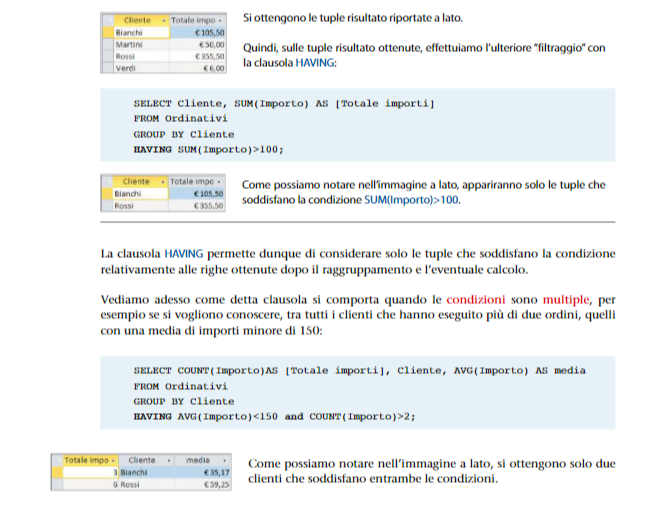 Cliente Totale impo
Bianchi € 105,50
Martini € 50,00
Rossi € 355,50
Verdi € 6,00
Si ottengono le tuple risultato riportate a lato.
Quindi, sulle tuple risultato ottenute, effettuiamo l'ulteriore "filtraggio" con
la clausola HAVING:
SELECT Cliente, SUM(Importo) AS [Totale importi]
FROM Ordinativi
GROUP BY Cliente
HAVING SUM(Importo)>100;
Cliente Totale impo
Bianchi € 105,50
Rossi € 355,50
Come possiamo notare nell'immagine a lato, appariranno solo le tuple che
soddisfano la condizione SUM(Importo)>100.
La clausola HAVING permette dunque di considerare solo le tuple che soddisfano la condizione
relativamente alle righe ottenute dopo il raggruppamento e l'eventuale calcolo.
Vediamo adesso come detta clausola si comporta quando le condizioni sono multiple, per
esempio se si vogliono conoscere, tra tutti i clienti che hanno eseguito più di due ordini, quelli
con una media di importi minore di 150:
SELECT COUNT(Importo)AS [Totale importi], Cliente, AVG(Importo) AS media
FROM Ordinativi
GROUP BY Cliente
HAVING AVG(Importo)<150 and COUNT(Importo)>2;
Totale impo Cliente media
3 Bianchi € 35,17
6 Rossi € 59,25
Come possiamo notare nell'immagine a lato, si ottengono solo due
clienti che soddisfano entrambe le condizioni.